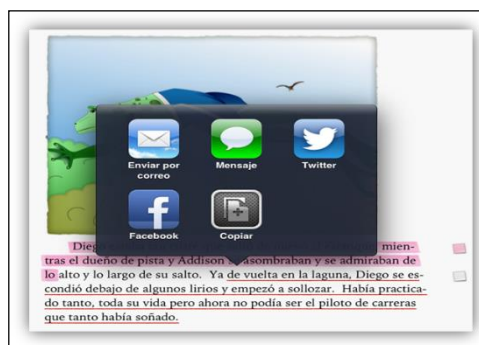 Enviar por
correo
Mensaje
Twitter
Facebook
Copiar
Diego mien-
tras el dueño de pista y Addison asombraban y se admiraban de
lo alto y lo largo de su salto. Ya de vuelta en la laguna, Diego se es-
condió debajo de algunos lirios y empezó a sollozar. Había practica-
do tanto, toda su vida pero ahora no podía ser el piloto de carreras
que tanto había soñado.